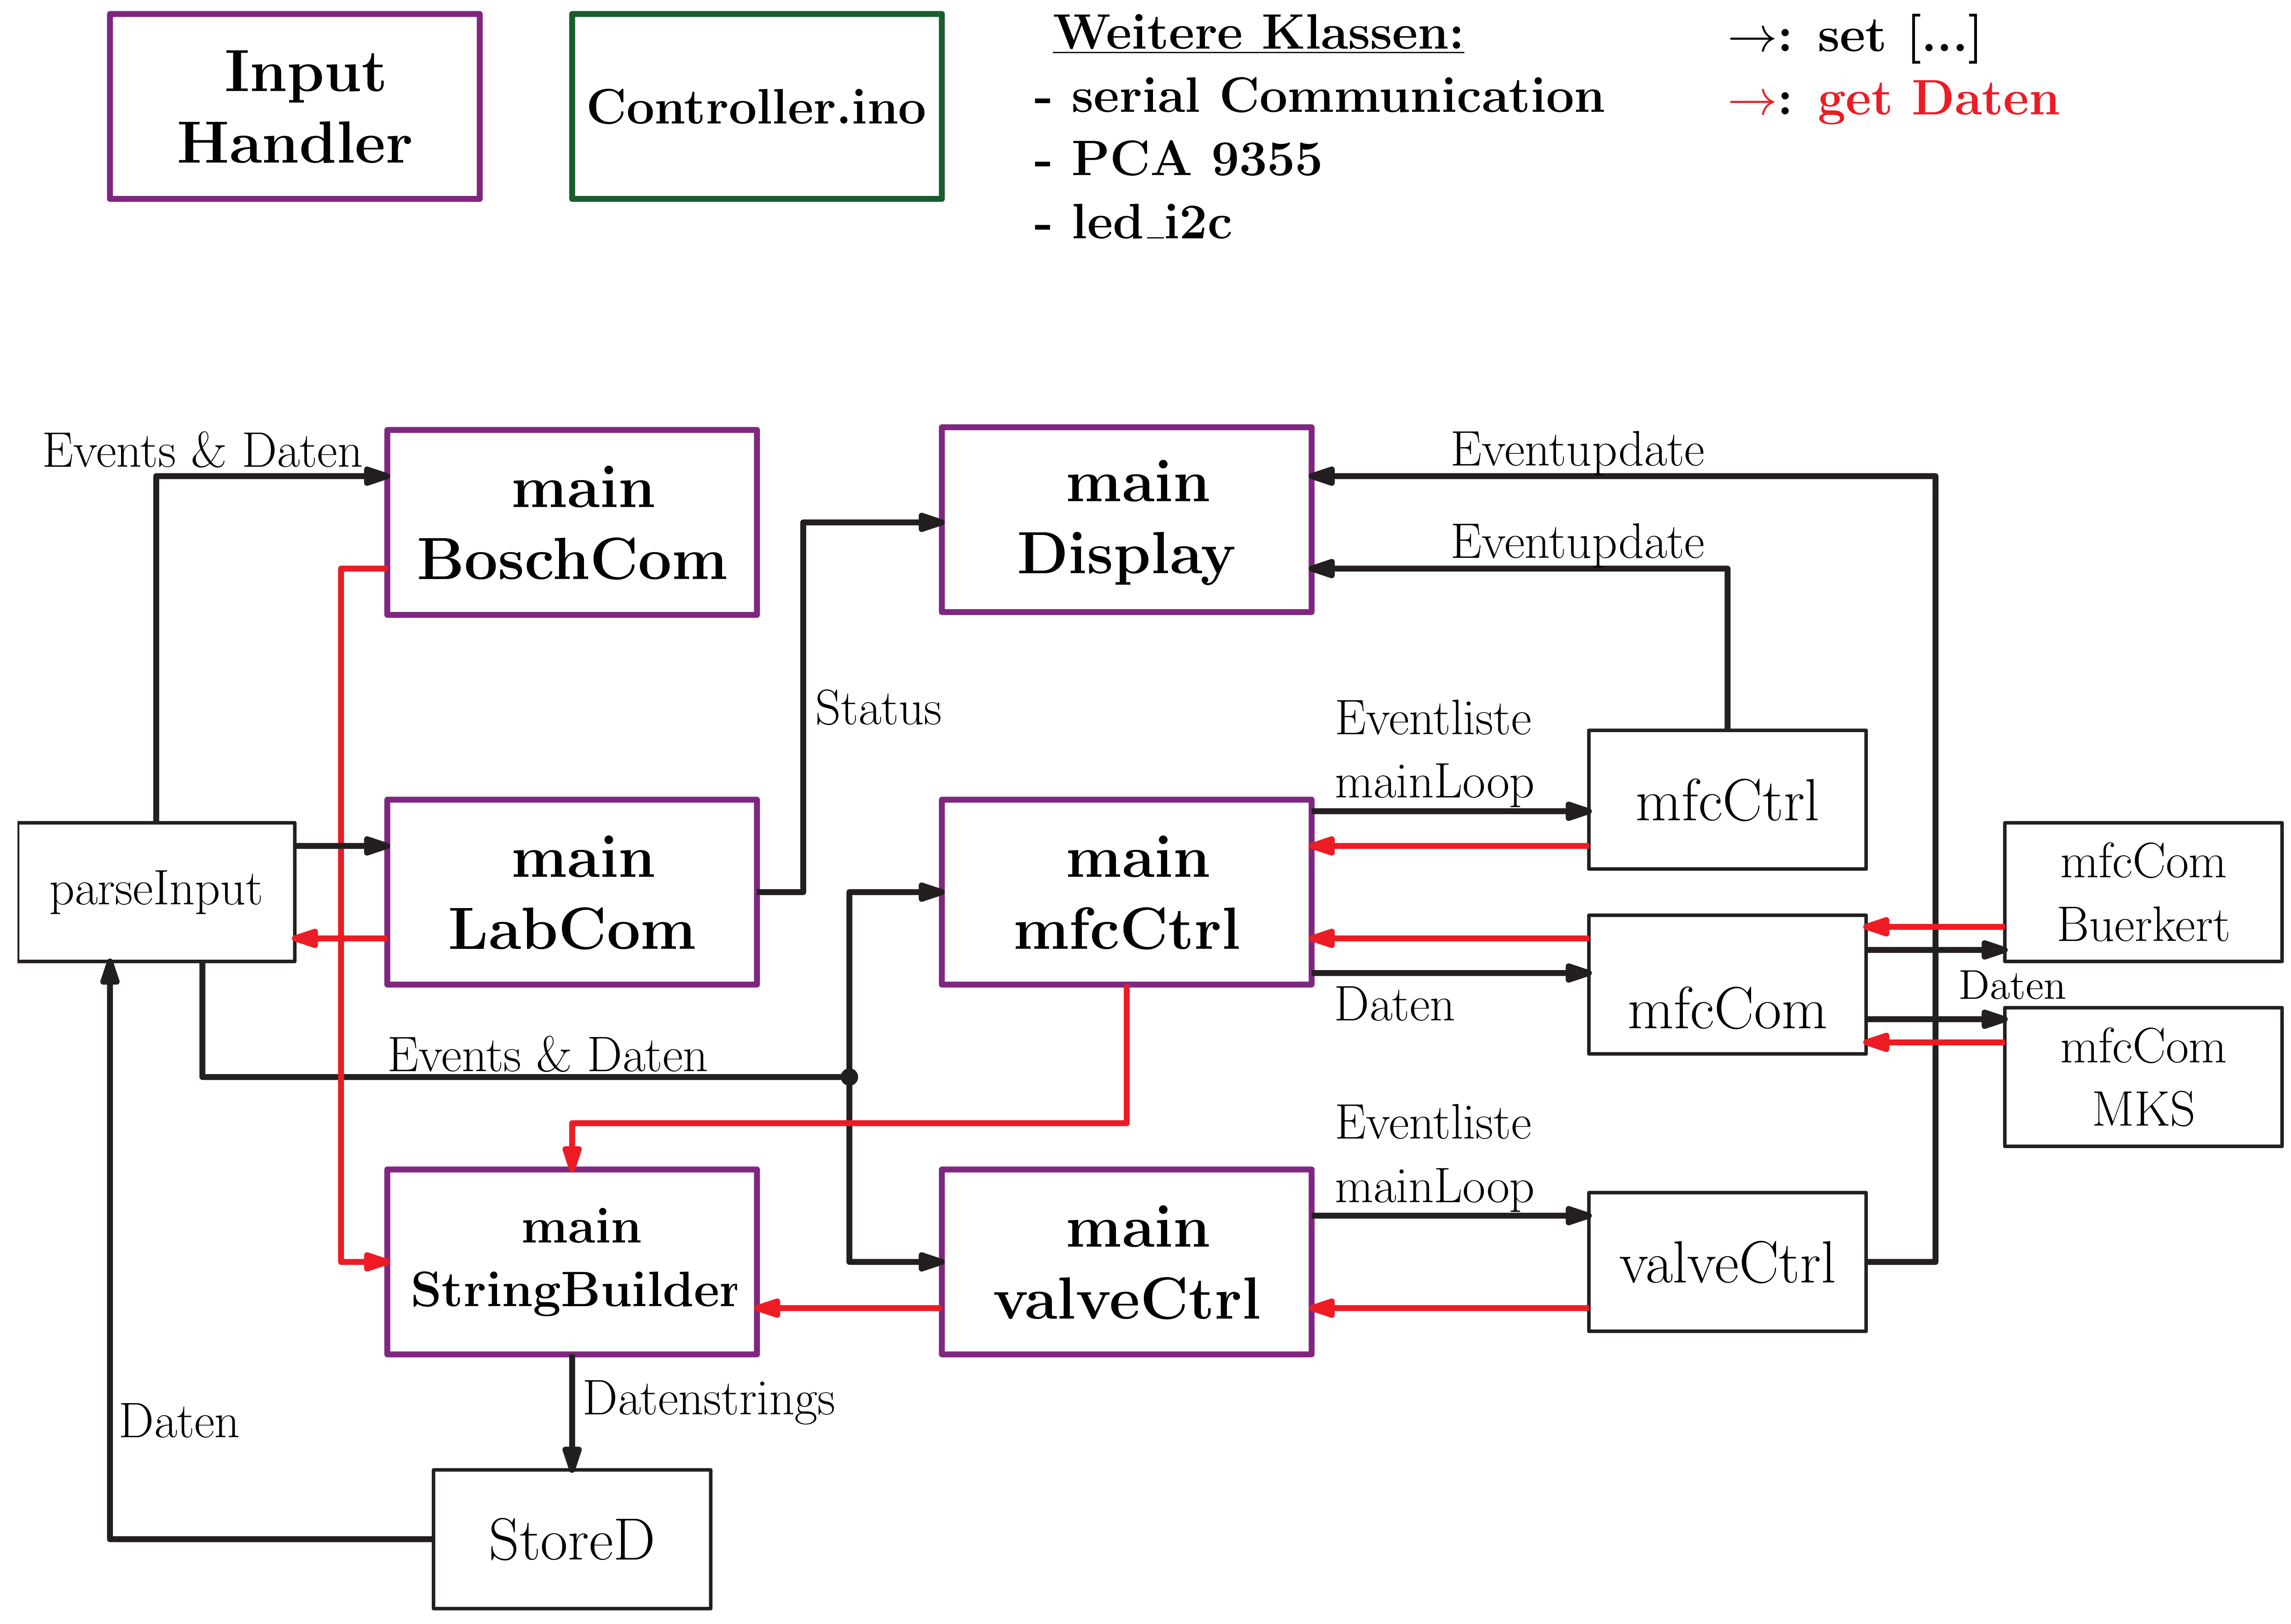 Input
Handler
Controller.ino
Weitere Klassen:
- serial Communication
- PCA 9355
- led_i2c
→: set [...]
→: get Daten
Events & Daten
main
BoschCom
main
Display
Eventupdate
Eventupdate
Status
Eventliste
mainLoop
mfcCtrl
parseInput
main
LabCom
main
mfcCtrl
mfcCom
Buerkert
Daten
mfcCom
Daten
mfcCom
MKS
Events & Daten
Eventliste
mainLoop
main
StringBuilder
main
valveCtrl
valveCtrl
Datenstrings
Daten
StoreD